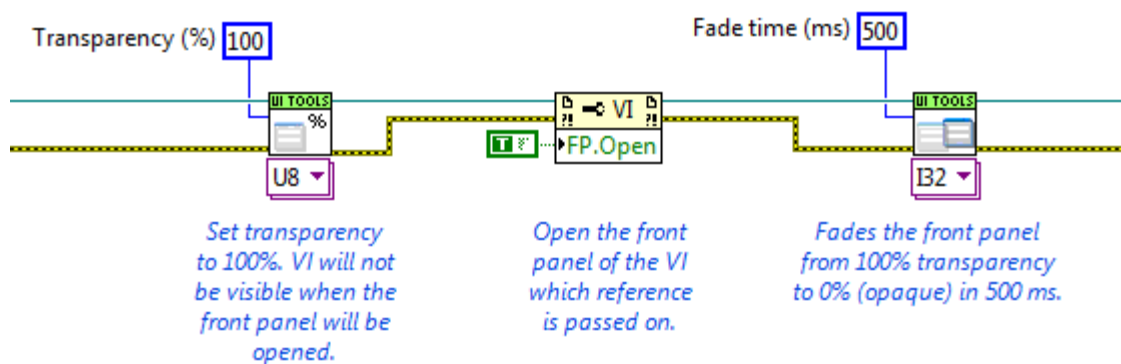 Transparency (%) 100
Fade time (ms) 500
UI TOOLS
%
U8
VI
?!
?!
T
FP.Open
UI TOOLS
I32
Set transparency
to 100%. VI will not
be visible when the
front panel will be
opened.
Open the front
panel of the VI
which reference
is passed on.
Fades the front panel
from 100% transparency
to 0% (opaque) in 500 ms.